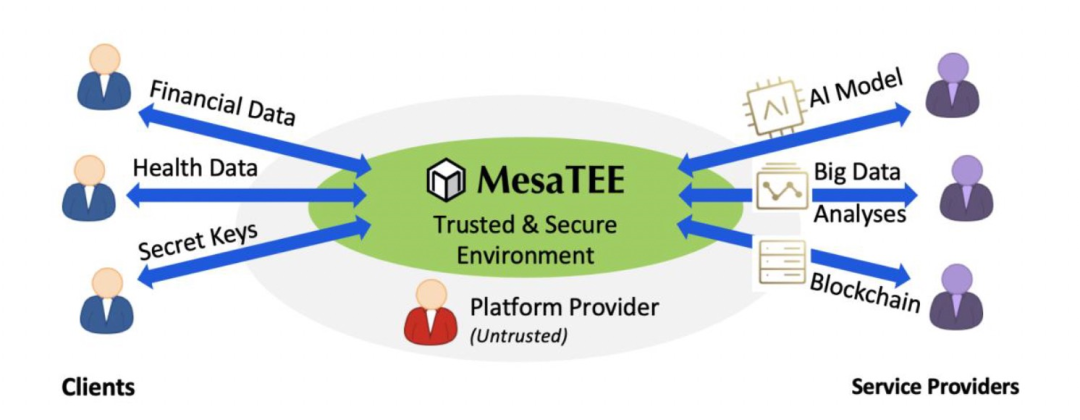 Financial Data
Health Data
Secret Keys
MesaTEE
Trusted & Secure
Environment
Platform Provider
(Untrusted)
AI
AI Model
Big Data
Analyses
Blockchain
Clients
Service Providers